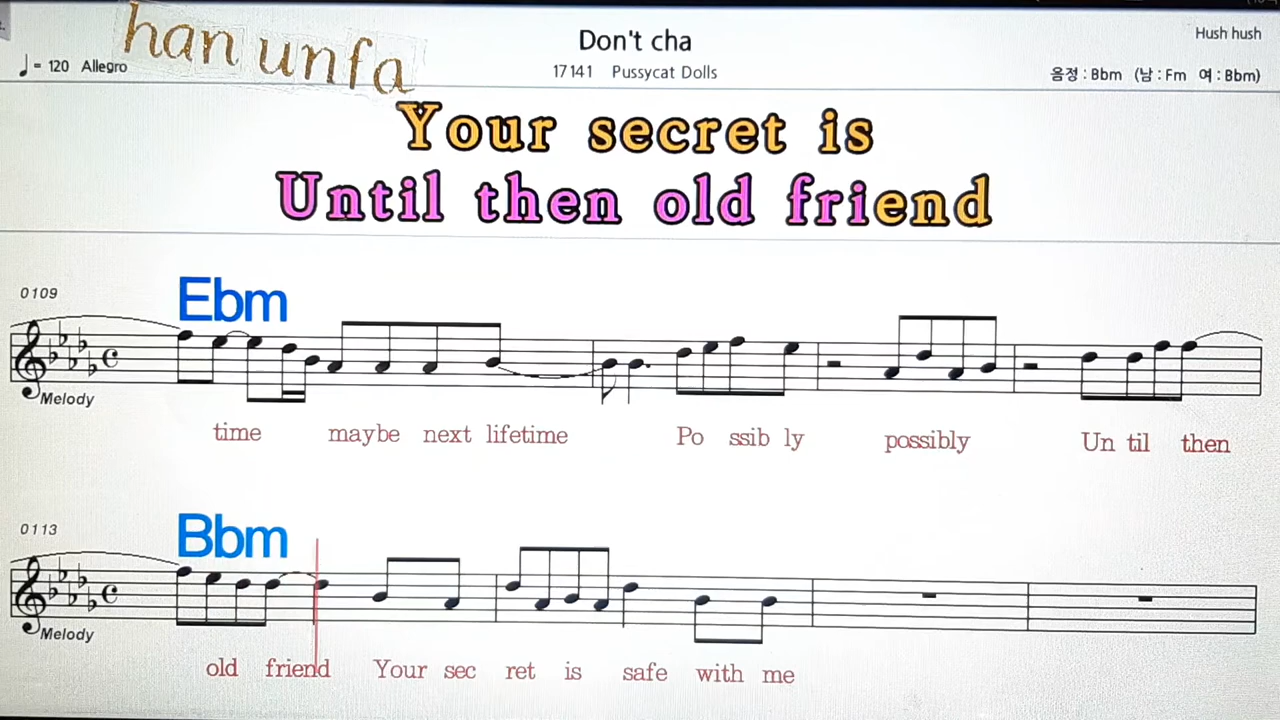 han unfa
Don't cha
Hush hush
♩= 120 Allegro
17141 Pussycat Dolls
음정 : Bbm (남 : Fm 여 : Bbm)
Your secret is
Until then old friend
0109
Ebm
Melody
time maybe next lifetime Po ssib ly possibly Un til then
0113
Bbm
Melody
old friend Your sec ret is safe with me